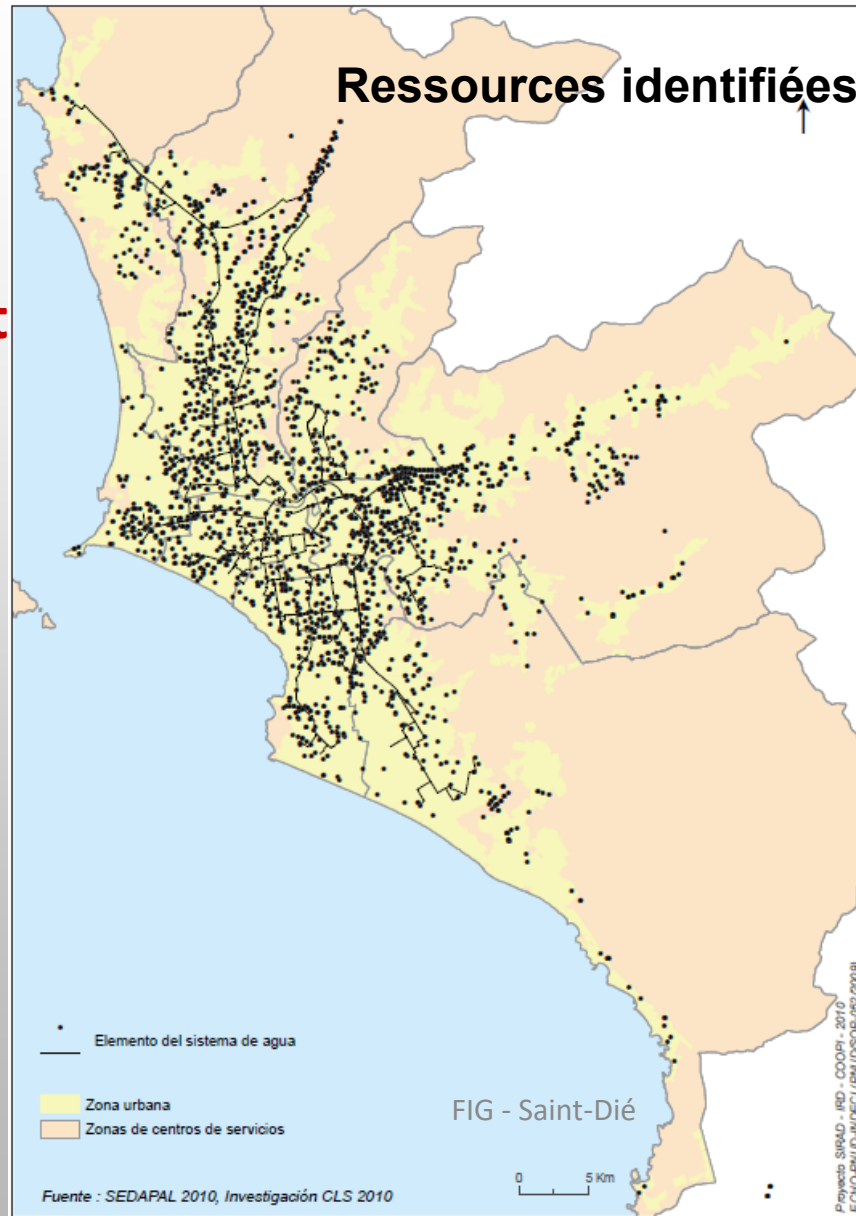 Ressources identifiées
t
Elemento del sistema de agua
Zona urbana
Zonas de centros de servicios
FIG - Saint-Dié
0 5 Km
Fuente : SEDAPAL 2010, Investigación CLS 2010
Proyecto SIRAD - IRD - COOPI - 2010